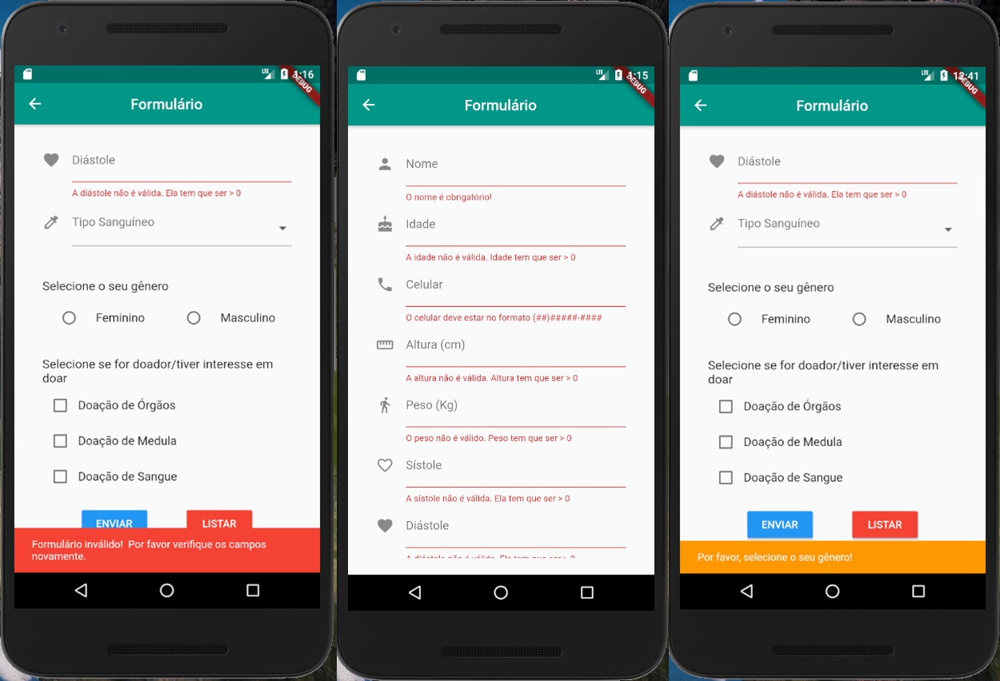 LTE 1:16
DEBUG
Formulário
Diástole
A diástole não é válida. Ela tem que ser > 0
Tipo Sanguíneo
Selecione o seu gênero
Feminino Masculino
Selecione se for doador/tiver interesse em
doar
Doação de Órgãos
Doação de Medula
Doação de Sangue
ENVIAR LISTAR
Formulário inválido! Por favor verifique os campos
novamente.
LTE 1:15
DEBUG
Formulário
Nome
O nome é obrigatório!
Idade
A idade não é válida. Idade tem que ser > 0
Celular
O celular deve estar no formato (##)#####-####
Altura (cm)
A altura não é válida. Altura tem que ser > 0
Peso (Kg)
O peso não é válido. Peso tem que ser > 0
Sístole
A sístole não é válida. Ela tem que ser > 0
Diástole
A diástole não é válida. Ela tem que ser > 0
LTE 12:41
DEBUG
Formulário
Diástole
A diástole não é válida. Ela tem que ser > 0
Tipo Sanguíneo
Selecione o seu gênero
Feminino Masculino
Selecione se for doador/tiver interesse em
doar
Doação de Órgãos
Doação de Medula
Doação de Sangue
ENVIAR LISTAR
Por favor, selecione o seu gênero!